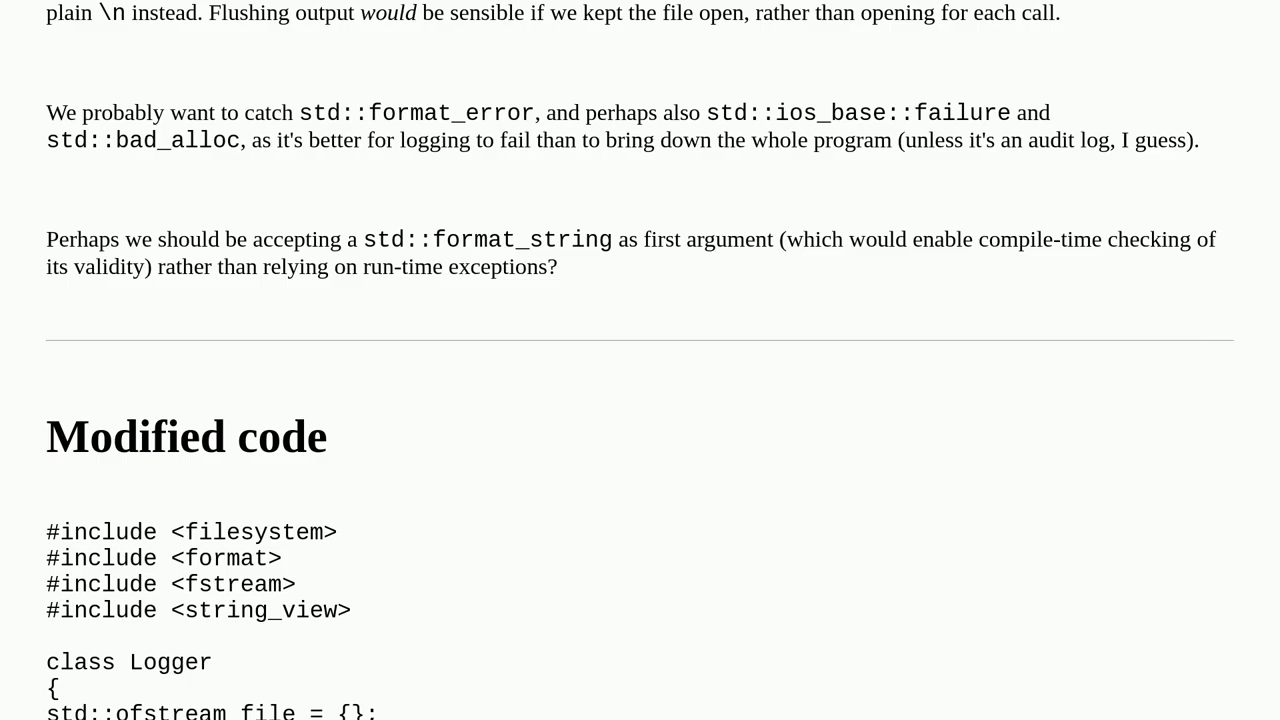 plain \n instead. Flushing output would be sensible if we kept the file open, rather than opening for each call.
We probably want to catch std::format_error, and perhaps also std::ios_base::failure and
std::bad_alloc, as it's better for logging to fail than to bring down the whole program (unless it's an audit log, I guess).
Perhaps we should be accepting a std::format_string as first argument (which would enable compile-time checking of
its validity) rather than relying on run-time exceptions?
Modified code
#include <filesystem>
#include <format>
#include <fstream>
#include <string_view>
class Logger
{
std::ofstream file = {};